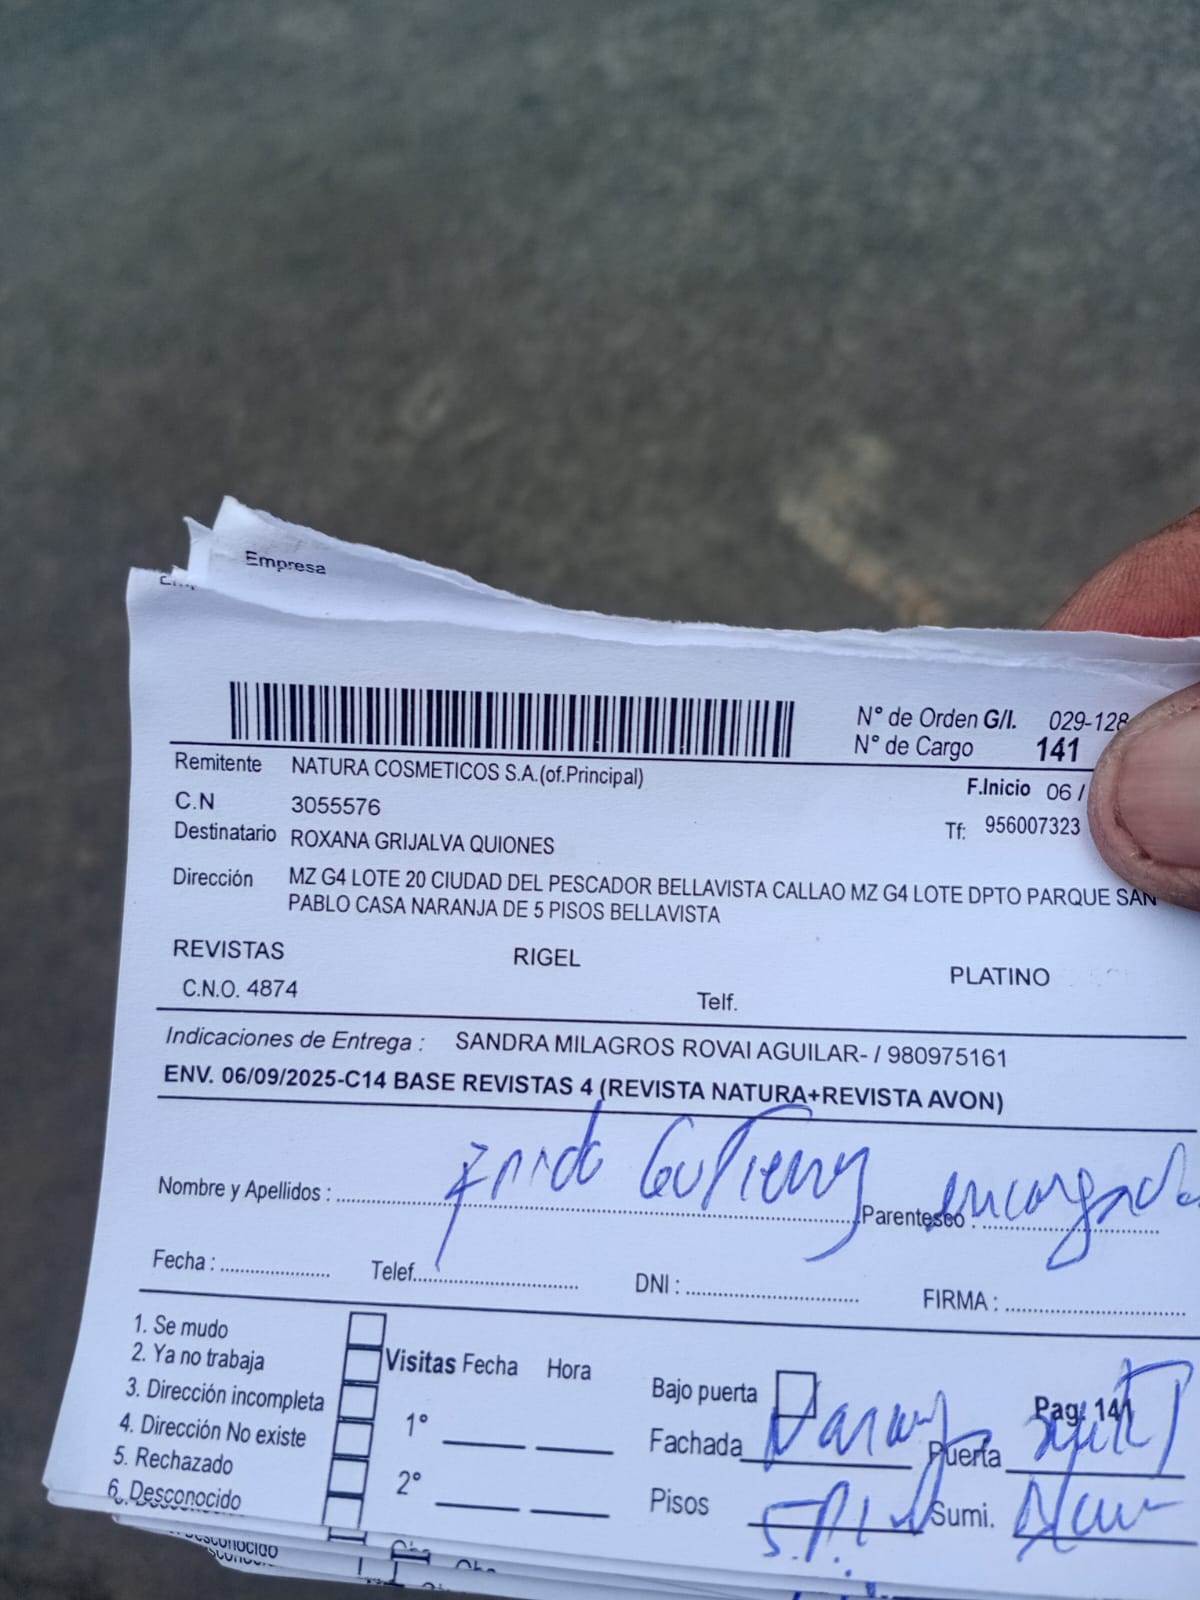 Empresa
N° de Orden G/I. 029-128
N° de Cargo 141
Remitente NATURA COSMETICOS S.A.(of.Principal)
F.Inicio 06 /
C.N 3055576
Tf: 956007323
Destinatario ROXANA GRIJALVA QUIONES
Dirección MZ G4 LOTE 20 CIUDAD DEL PESCADOR BELLAVISTA CALLAO MZ G4 LOTE DPTO PARQUE SAN
PABLO CASA NARANJA DE 5 PISOS BELLAVISTA
REVISTAS RIGEL PLATINO
C.N.O. 4874 Telf.
Indicaciones de Entrega : SANDRA MILAGROS ROVAI AGUILAR- / 980975161
ENV. 06/09/2025-C14 BASE REVISTAS 4 (REVISTA NATURA+REVISTA AVON)
Nombre y Apellidos : Parentesco :
Fecha : Telef. DNI : FIRMA :
1. Se mudo
2. Ya no trabaja
3. Dirección incompleta
4. Dirección No existe
5. Rechazado
6. Desconocido
Visitas Fecha Hora
1°
2°
Bajo puerta Pag: 141
Fachada Puerta
Pisos Sumi.
Desconocido